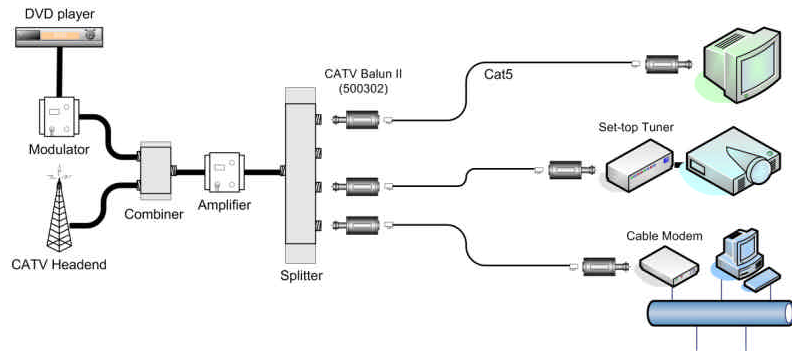 DVD player
Modulator
CATV Headend
Combiner
Amplifier
Splitter
CATV Balun II
(500302)
Cat5
Set-top Tuner
Cable Modem